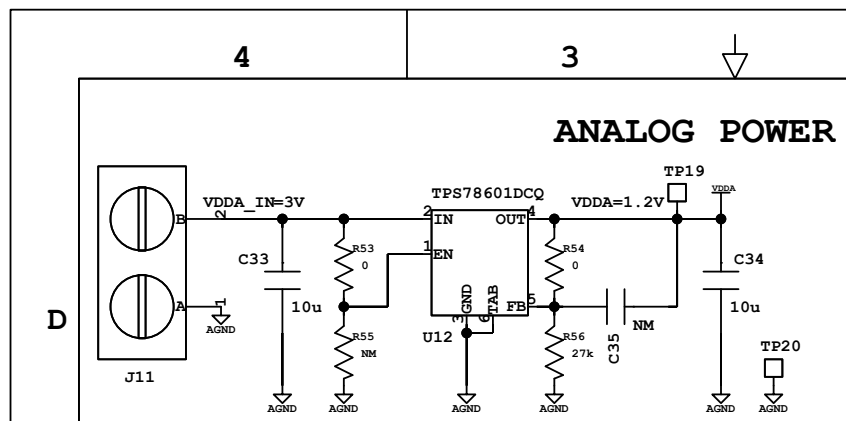 4
3
ANALOG POWER
TP19
TPS78601DCQ
VDDA
B
2
VDDA_IN=3V
2
IN
OUT
4
VDDA=1.2V
1
EN
R53
0
R54
0
C33
10u
C34
10u
A
1
AGND
GND
TAB
FB
5
3
6
D
R55
NM
U12
R56
27k
C35
NM
TP20
J11
AGND
AGND
AGND
AGND
AGND
AGND